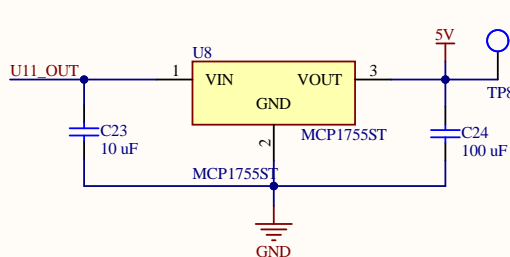 U8
5V
U11_OUT
1
VIN
VOUT
3
GND
TP8
C23
10 uF
2
MCP1755ST
C24
100 uF
MCP1755ST
GND